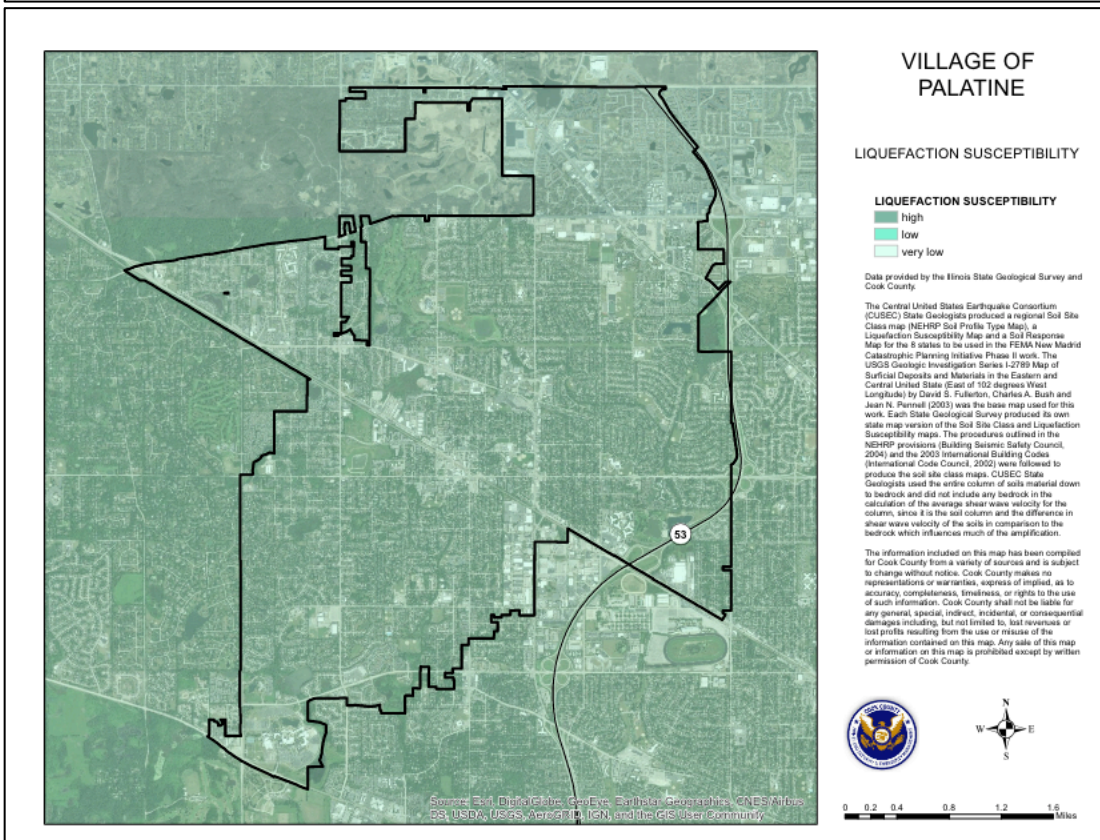 VILLAGE OF
PALATINE
LIQUEFACTION SUSCEPTIBILITY
LIQUEFACTION SUSCEPTIBILITY
high
low
very low
Data provided by the Illinois State Geological Survey and
Cook County.
The Central United States Earthquake Consortium
(CUSEC) State Geologists produced a regional Soil Site
Class map (NEHRP Soil Profile Type Map), a
Liquefaction Susceptibility Map and a Soil Response
Map for the 8 states to be used in the FEMA New Madrid
Catastrophic Planning Initiative Phase II work. The
USGS Geologic Investigation Series I-2789 Map of
Surficial Deposits and Materials in the Eastern and
Central United State (East of 102 degrees West
Longitude) by David S. Fullerton, Charles A. Bush and
Jean N. Pennell (2003) was the base map used for this
work. Each State Geological Survey produced its own
state map version of the Soil Site Class and Liquefaction
Susceptibility maps. The procedures outlined in the
NEHRP provisions (Building Seismic Safety Council,
2004) and the 2003 International Building Codes
(International Code Council, 2002) were followed to
produce the soil site class maps. CUSEC State
Geologists used the entire column of soils material down
to bedrock and did not include any bedrock in the
calculation of the average shear wave velocity for the
column, since it is the soil column and the difference in
shear wave velocity of the soils in comparison to the
bedrock which influences much of the amplification.
The information included on this map has been compiled
for Cook County from a variety of sources and is subject
to change without notice. Cook County makes no
representations or warranties, express of implied, as to
accuracy, completeness, timeliness, or rights to the use
of such information. Cook County shall not be liable for
any general, special, indirect, incidental, or consequential
damages including, but not limited to, lost revenues or
lost profits resulting from the use or misuse of the
information contained on this map. Any sale of this map
or information on this map is prohibited except by written
permission of Cook County.
53
COOK COUNTY
N
W E
S
0 0.2 0.4 0.8 1.2 1.6
Miles
Source: Esri, DigitalGlobe, GeoEye, Earthstar Geographics, CNES/Airbus
DS, USDA, USGS, AeroGRID, IGN, and the GIS User Community